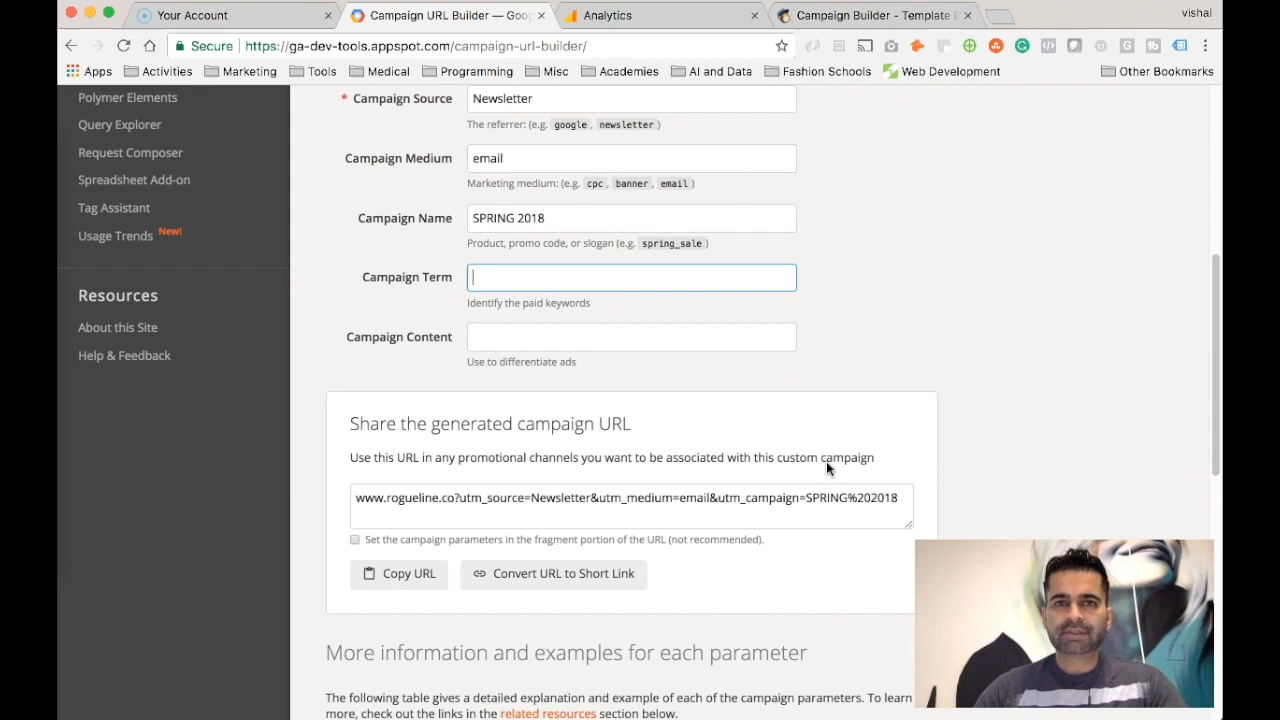 Your Account
Campaign URL Builder — Goog
Analytics
Campaign Builder - Template D
vishal
Secure
https://ga-dev-tools.appspot.com/campaign-url-builder/
Apps
Activities
Marketing
Tools
Medical
Programming
Misc
Academies
AI and Data
Fashion Schools
Web Development
Other Bookmarks
Polymer Elements
Query Explorer
Request Composer
Spreadsheet Add-on
Tag Assistant
Usage Trends New!
Resources
About this Site
Help & Feedback
* Campaign Source
Newsletter
The referrer: (e.g. google, newsletter)
Campaign Medium
email
Marketing medium: (e.g. cpc, banner, email)
Campaign Name
SPRING 2018
Product, promo code, or slogan (e.g. spring_sale)
Campaign Term
Identify the paid keywords
Campaign Content
Use to differentiate ads
Share the generated campaign URL
Use this URL in any promotional channels you want to be associated with this custom campaign
www.rogueline.co?utm_source=Newsletter&utm_medium=email&utm_campaign=SPRING%202018
Set the campaign parameters in the fragment portion of the URL (not recommended).
Copy URL
Convert URL to Short Link
More information and examples for each parameter
The following table gives a detailed explanation and example of each of the campaign parameters. To learn
more, check out the links in the related resources section below.